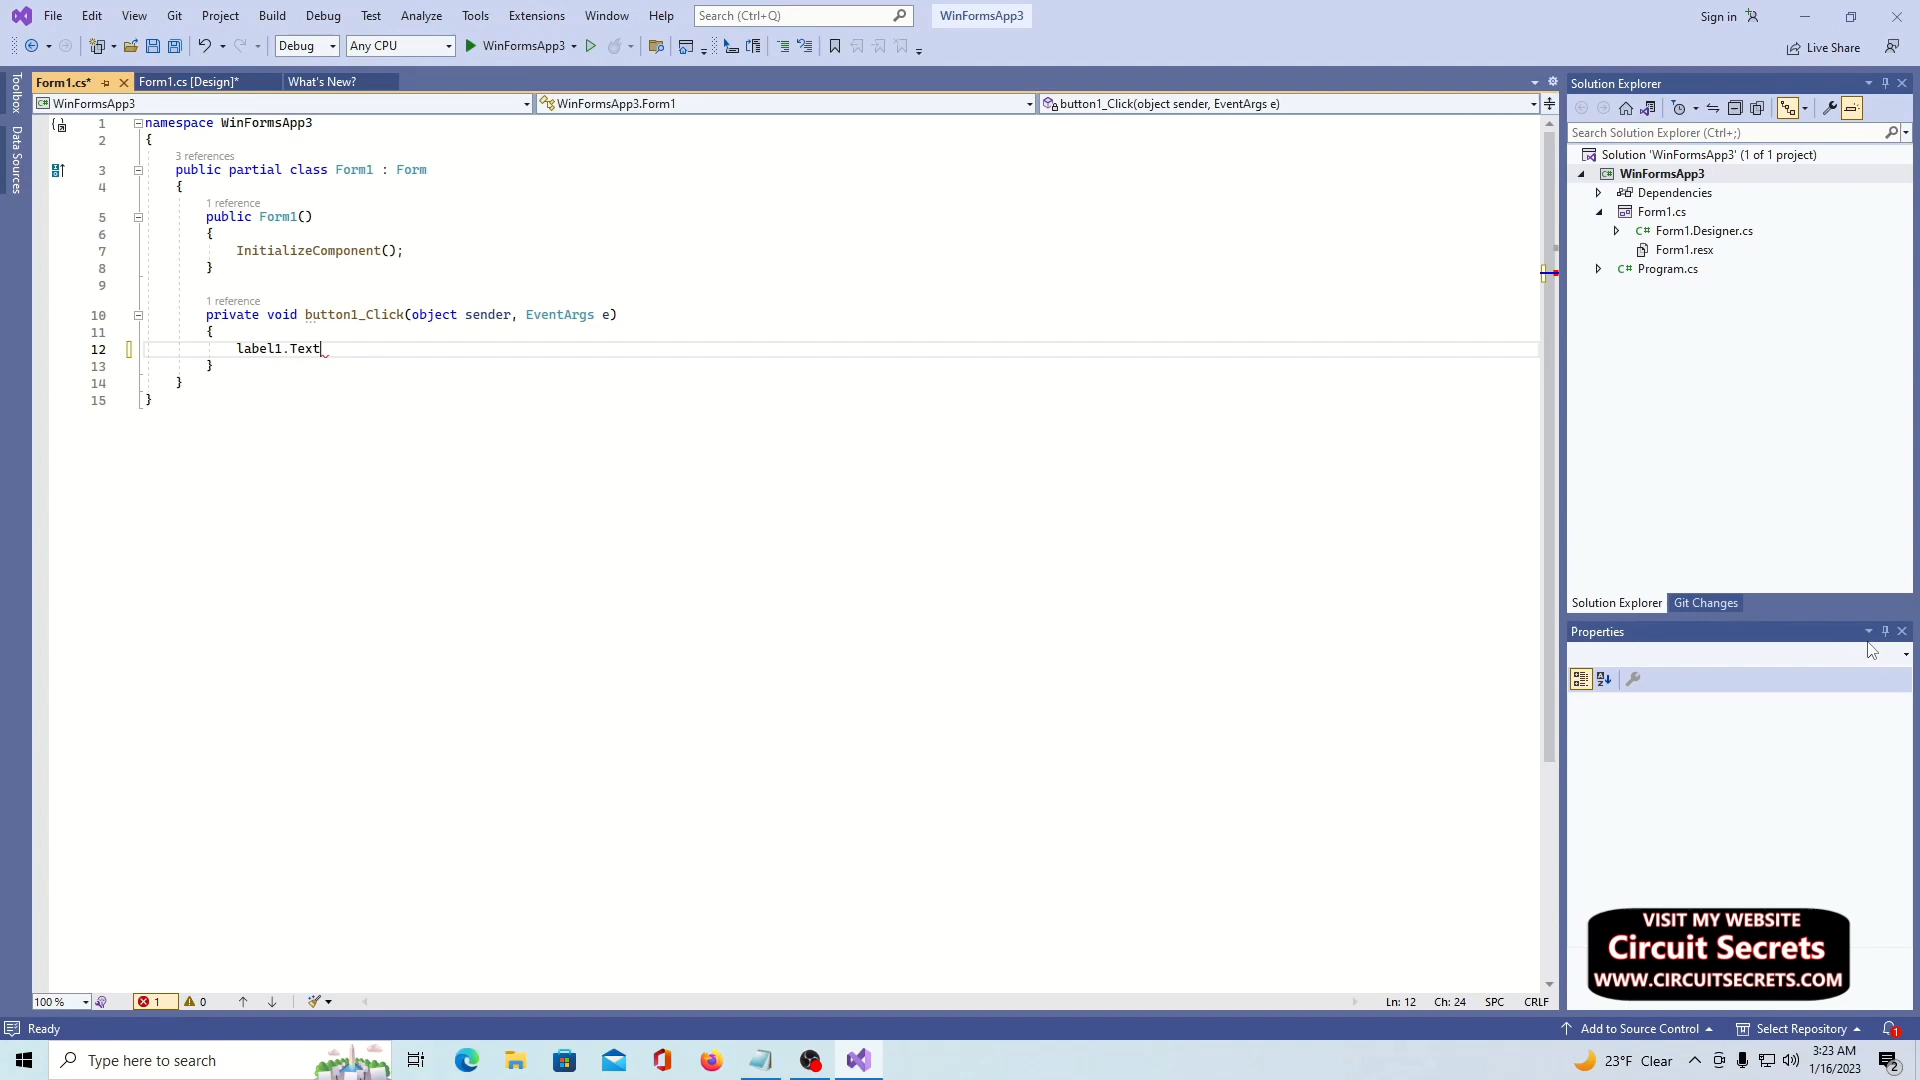 File Edit View Git Project Build Debug Test Analyze Tools Extensions Window Help Search (Ctrl+Q) WinFormsApp3 Sign in
Debug Any CPU WinFormsApp3 Live Share
Toolbox
Data Sources
Form1.cs* Form1.cs [Design]* What's New?
WinFormsApp3 WinFormsApp3.Form1 button1_Click(object sender, EventArgs e)
1 namespace WinFormsApp3
2 {
3 references
3 public partial class Form1 : Form
4 {
1 reference
5 public Form1()
6 {
7 InitializeComponent();
8 }
9
1 reference
10 private void button1_Click(object sender, EventArgs e)
11 {
12 label1.Text
13 }
14 }
15 }
100 % 1 0 Ln: 12 Ch: 24 SPC CRLF
Solution Explorer
Search Solution Explorer (Ctrl+;)
Solution 'WinFormsApp3' (1 of 1 project)
WinFormsApp3
Dependencies
Form1.cs
Form1.Designer.cs
Form1.resx
Program.cs
Solution Explorer Git Changes
Properties
VISIT MY WEBSITE
Circuit Secrets
WWW.CIRCUITSECRETS.COM
Ready Add to Source Control Select Repository 1
Type here to search 23°F Clear 3:23 AM
1/16/2023 2